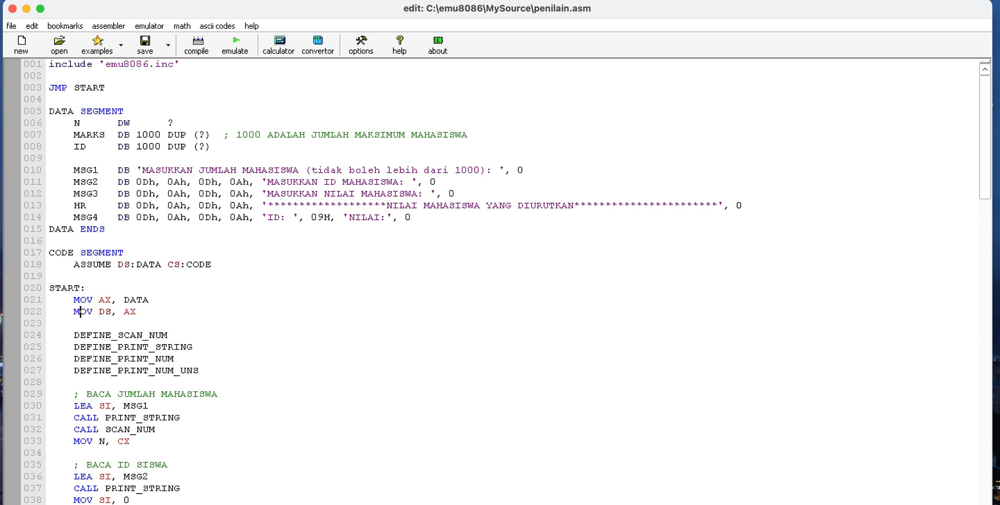 edit: C:\emu8086\MySource\penilain.asm
file edit bookmarks assembler emulator math ascii codes help
new open examples save compile emulate calculator convertor options help about
001 include 'emu8086.inc'
002
003 JMP START
004
005 DATA SEGMENT
006 N DW ?
007 MARKS DB 1000 DUP (?) ; 1000 ADALAH JUMLAH MAKSIMUM MAHASISWA
008 ID DB 1000 DUP (?)
009
010 MSG1 DB 'MASUKKAN JUMLAH MAHASISWA (tidak boleh lebih dari 1000): ', 0
011 MSG2 DB 0Dh, 0Ah, 0Dh, 0Ah, 'MASUKKAN ID MAHASISWA: ', 0
012 MSG3 DB 0Dh, 0Ah, 0Dh, 0Ah, 'MASUKKAN NILAI MAHASISWA: ', 0
013 HR DB 0Dh, 0Ah, 0Dh, 0Ah, '*******************NILAI MAHASISWA YANG DIURUTKAN***********************', 0
014 MSG4 DB 0Dh, 0Ah, 0Dh, 0Ah, 'ID: ', 09H, 'NILAI:', 0
015 DATA ENDS
016
017 CODE SEGMENT
018 ASSUME DS:DATA CS:CODE
019
020 START:
021 MOV AX, DATA
022 MOV DS, AX
023
024 DEFINE_SCAN_NUM
025 DEFINE_PRINT_STRING
026 DEFINE_PRINT_NUM
027 DEFINE_PRINT_NUM_UNS
028
029 ; BACA JUMLAH MAHASISWA
030 LEA SI, MSG1
031 CALL PRINT_STRING
032 CALL SCAN_NUM
033 MOV N, CX
034
035 ; BACA ID SISWA
036 LEA SI, MSG2
037 CALL PRINT_STRING
038 MOV SI, 0